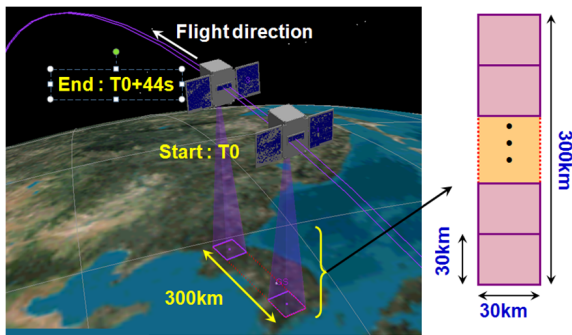 Flight direction
End : T0+44s
Start : T0
300km
300km
30km
30km